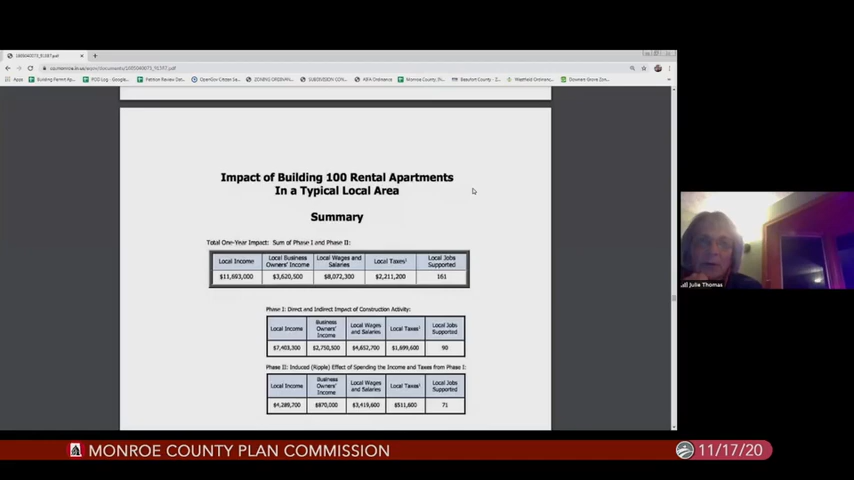 Impact of Building 100 Rental Apartments
In a Typical Local Area
Summary
Total One-Year Impact: Sum of Phase I and Phase II:
Local Income
Local Business Owners' Income
Local Wages and Salaries
Local Taxes¹
Local Jobs Supported
$11,693,000 $3,620,500 $8,072,300 $2,211,200 161
Phase I: Direct and Indirect Impact of Construction Activity:
Local Income
Business Owners' Income
Local Wages and Salaries
Local Taxes¹
Local Jobs Supported
$7,403,300 $2,750,500 $4,652,700 $1,699,600 90
Phase II: Induced (Ripple) Effect of Spending the Income and Taxes from Phase I:
Local Income
Business Owners' Income
Local Wages and Salaries
Local Taxes¹
Local Jobs Supported
$4,289,700 $870,000 $3,419,600 $511,600 71
Julie Thomas
MONROE COUNTY PLAN COMMISSION
11/17/20